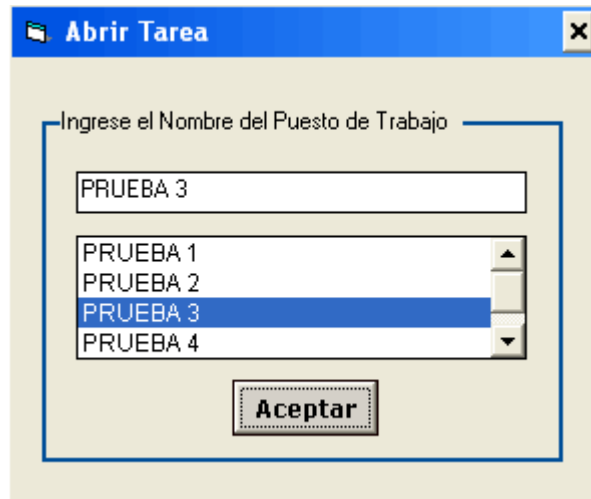 Abrir Tarea
Ingrese el Nombre del Puesto de Trabajo
PRUEBA 3
PRUEBA 1
PRUEBA 2
PRUEBA 3
PRUEBA 4
Aceptar